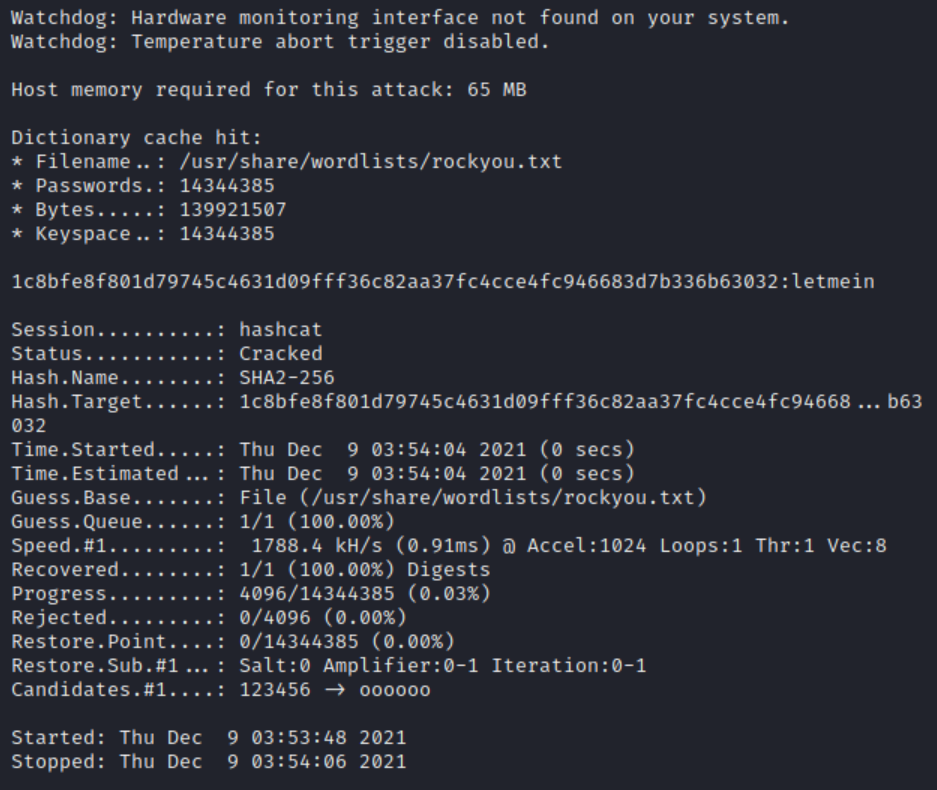 Watchdog: Hardware monitoring interface not found on your system.
Watchdog: Temperature abort trigger disabled.

Host memory required for this attack: 65 MB

Dictionary cache hit:
* Filename..: /usr/share/wordlists/rockyou.txt
* Passwords.: 14344385
* Bytes.....: 139921507
* Keyspace..: 14344385

1c8bfe8f801d79745c4631d09fff36c82aa37fc4cce4fc946683d7b336b63032:letmein

Session..........: hashcat
Status...........: Cracked
Hash.Name........: SHA2-256
Hash.Target......: 1c8bfe8f801d79745c4631d09fff36c82aa37fc4cce4fc94668...b63
032
Time.Started.....: Thu Dec  9 03:54:04 2021 (0 secs)
Time.Estimated...: Thu Dec  9 03:54:04 2021 (0 secs)
Guess.Base.......: File (/usr/share/wordlists/rockyou.txt)
Guess.Queue......: 1/1 (100.00%)
Speed.#1.........:  1788.4 kH/s (0.91ms) @ Accel:1024 Loops:1 Thr:1 Vec:8
Recovered........: 1/1 (100.00%) Digests
Progress.........: 4096/14344385 (0.03%)
Rejected.........: 0/4096 (0.00%)
Restore.Point....: 0/14344385 (0.00%)
Restore.Sub.#1...: Salt:0 Amplifier:0-1 Iteration:0-1
Candidates.#1....: 123456 → oooooo

Started: Thu Dec  9 03:53:48 2021
Stopped: Thu Dec  9 03:54:06 2021